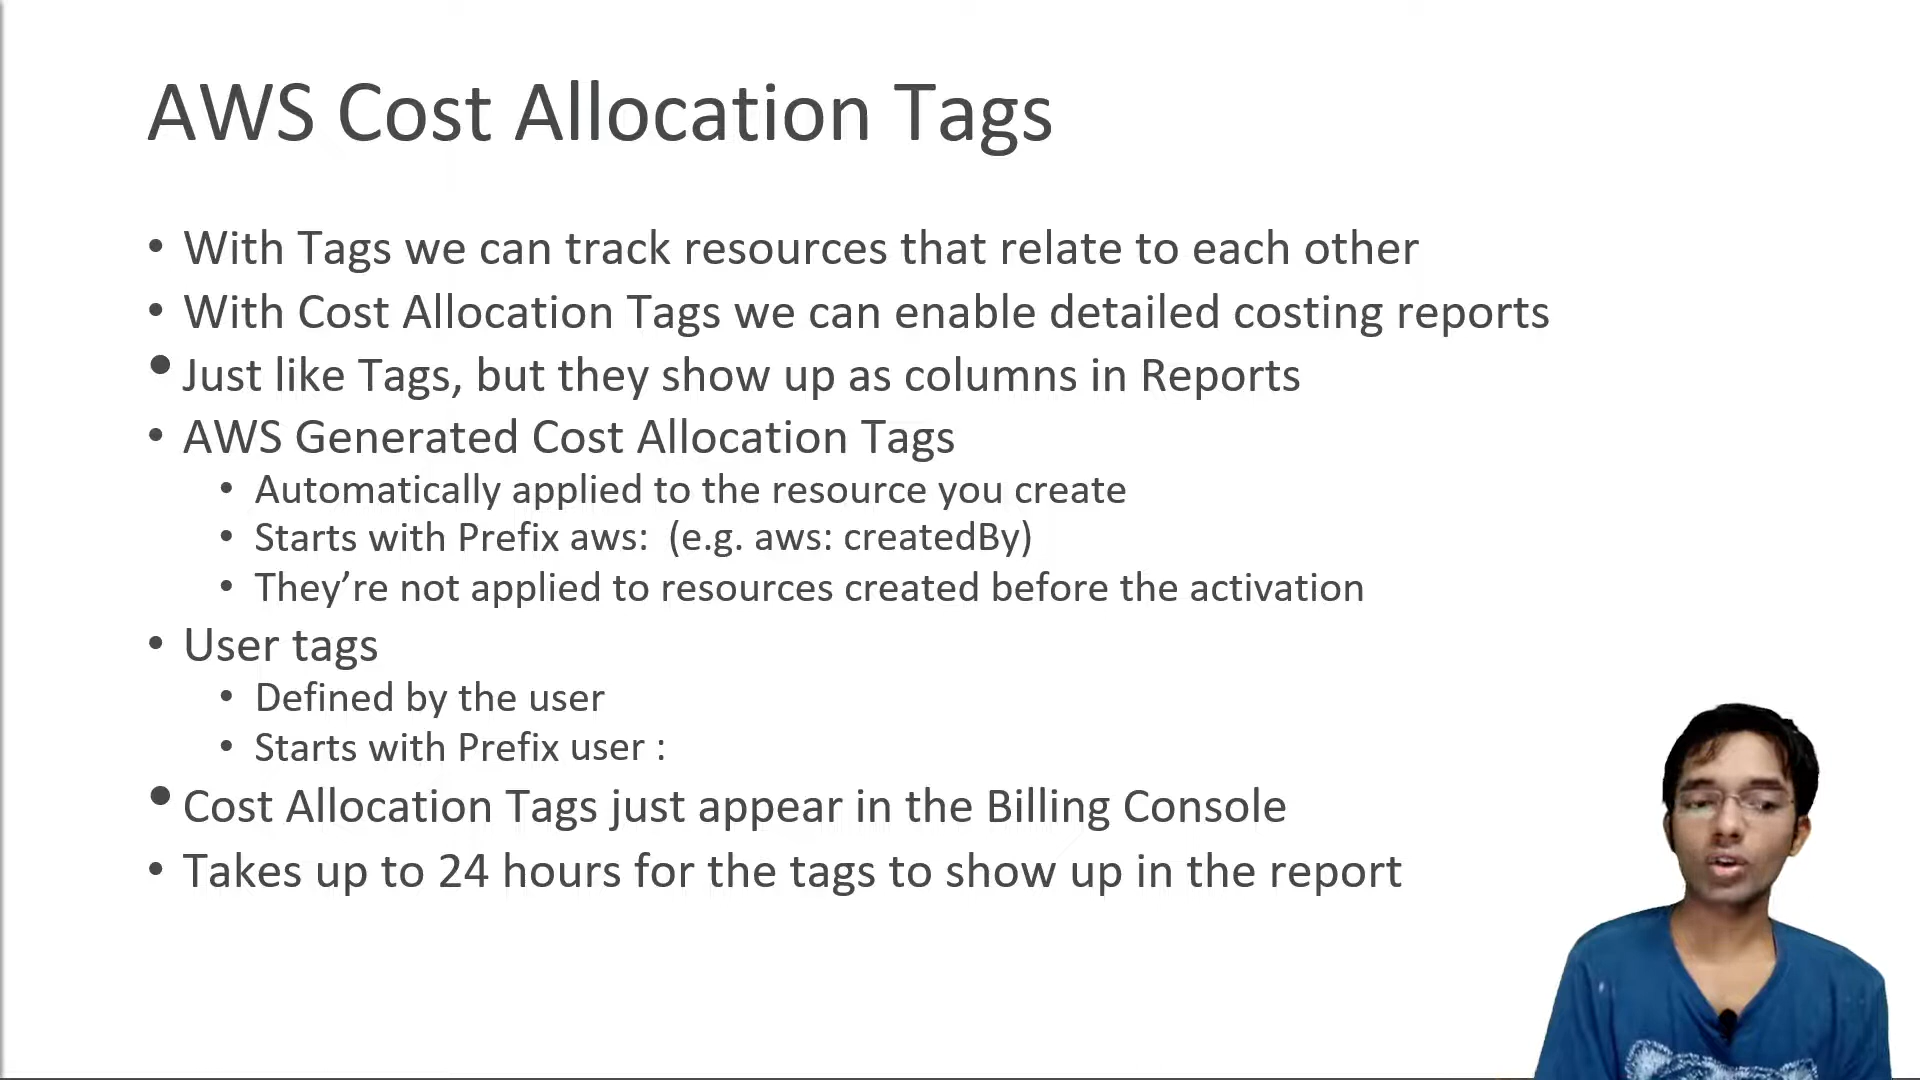 AWS Cost Allocation Tags
• With Tags we can track resources that relate to each other
• With Cost Allocation Tags we can enable detailed costing reports
• Just like Tags, but they show up as columns in Reports
• AWS Generated Cost Allocation Tags
• Automatically applied to the resource you create
• Starts with Prefix aws:  (e.g. aws: createdBy)
• They’re not applied to resources created before the activation
• User tags
• Defined by the user
• Starts with Prefix user :
• Cost Allocation Tags just appear in the Billing Console
• Takes up to 24 hours for the tags to show up in the report